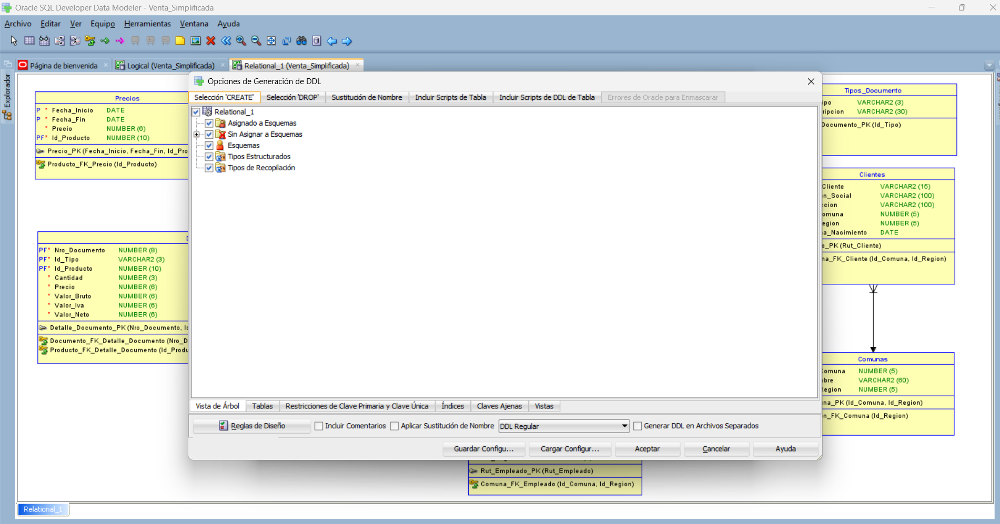 Oracle SQL Developer Data Modeler - Venta_Simplificada
Archivo Editar Ver Equipo Herramientas Ventana Ayuda
Página de bienvenida
Logical (Venta_Simplificada)
Relational_1 (Venta_Simplificada)
Explorador
Precios
P * Fecha_Inicio DATE
P * Fecha_Fin DATE
* Precio NUMBER (6)
PF* Id_Producto NUMBER (10)
Precio_PK (Fecha_Inicio, Fecha_Fin, Id_Pro
Producto_FK_Precio (Id_Producto)
PF* Nro_Documento NUMBER (8)
PF* Id_Tipo VARCHAR2 (3)
PF* Id_Producto NUMBER (10)
* Cantidad NUMBER (3)
* Precio NUMBER (6)
* Valor_Bruto NUMBER (6)
* Valor_Iva NUMBER (6)
* Valor_Neto NUMBER (6)
Detalle_Documento_PK (Nro_Documento, Id
Documento_FK_Detalle_Documento (Nro_D
Producto_FK_Detalle_Documento (Id_Produ
Opciones de Generación de DDL
Selección 'CREATE'
Selección 'DROP'
Sustitución de Nombre
Incluir Scripts de Tabla
Incluir Scripts de DDL de Tabla
Errores de Oracle para Enmascarar
Relational_1
Asignado a Esquemas
Sin Asignar a Esquemas
Esquemas
Tipos Estructurados
Tipos de Recopilación
Vista de Árbol
Tablas
Restricciones de Clave Primaria y Clave Única
Índices
Claves Ajenas
Vistas
Reglas de Diseño
Incluir Comentarios
Aplicar Sustitución de Nombre
DDL Regular
Generar DDL en Archivos Separados
Guardar Configu...
Cargar Configur...
Aceptar
Cancelar
Ayuda
Tipos_Documento
ipo VARCHAR2 (3)
ripcion VARCHAR2 (30)
Documento_PK (Id_Tipo)
Clientes
Cliente VARCHAR2 (15)
n_Social VARCHAR2 (100)
ccion VARCHAR2 (100)
omuna NUMBER (5)
egion NUMBER (5)
a_Nacimiento DATE
e_PK (Rut_Cliente)
na_FK_Cliente (Id_Comuna, Id_Region)
Comunas
Comuna NUMBER (5)
bre VARCHAR2 (60)
Region NUMBER (5)
na_PK (Id_Comuna, Id_Region)
n_FK_Comuna (Id_Region)
Rut_Empleado_PK (Rut_Empleado)
Comuna_FK_Empleado (Id_Comuna, Id_Region)
Relational_1